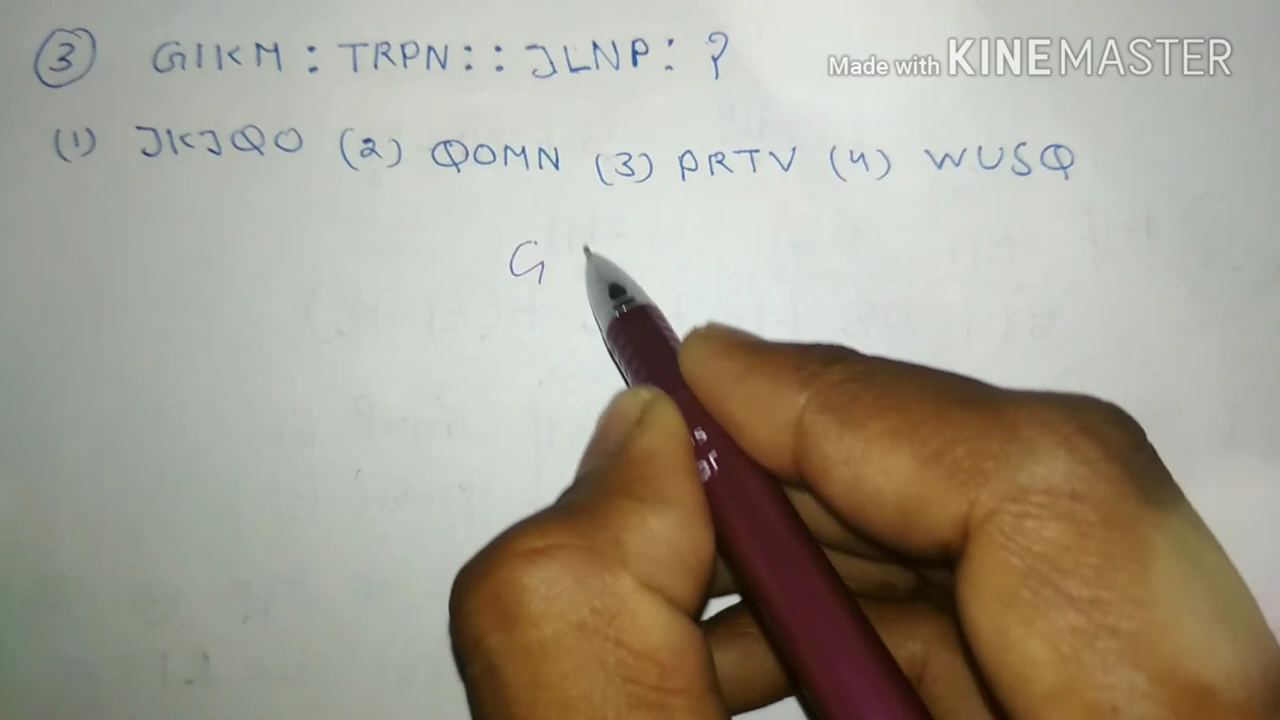 ③ GIKM : TRPN : : JLNP : ?
Made with KINEMASTER
(1) JKJQO (2) QOMN (3) PRTV (4) WUSQ
G